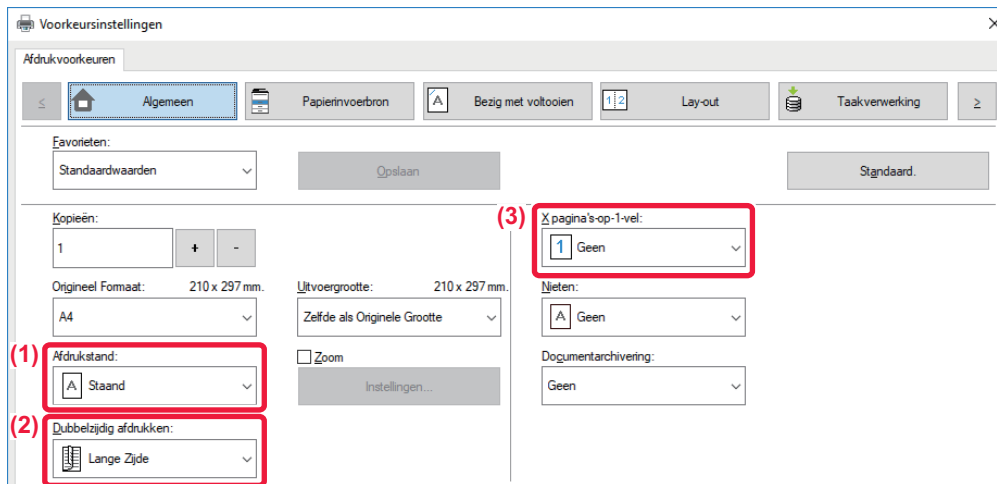 Voorkeursinstellingen
Afdrukvoorkeuren
< Algemeen Papierinvoerbron A Bezig met voltooien 1 2 Lay-out Taakverwerking >
Favorieten:
Standaardwaarden Opslaan Standaard.
Kopieën: (3) X pagina's-op-1-vel:
1 + - 1 Geen
Origineel Formaat: 210 x 297 mm. Uitvoergrootte: 210 x 297 mm. Nieten:
A4 Zelfde als Originele Grootte A Geen
(1) Afdrukstand: Zoom Documentarchivering:
A Staand Instellingen... Geen
(2) Dubbelzijdig afdrukken:
Lange Zijde